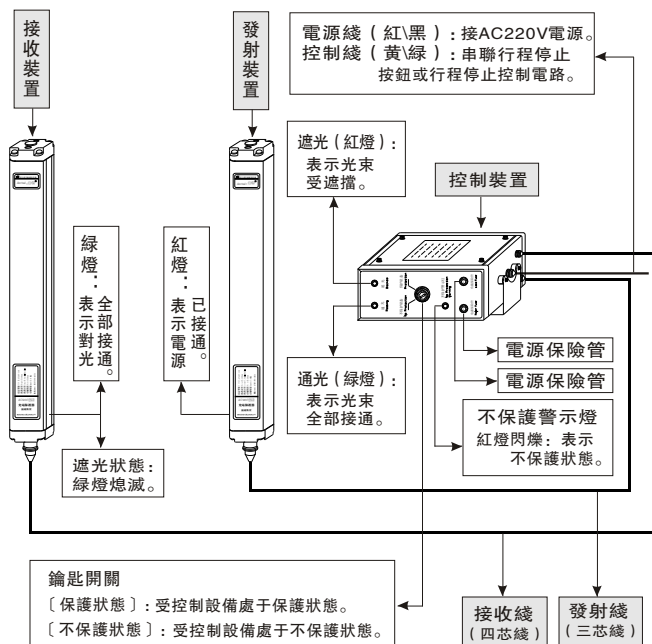 接收裝置
發射裝置
電源綫（紅\黑）：接AC220V電源。
控制綫（黃\緑）：串聯行程停止
按鈕或行程停止控制電路。
遮光（紅燈）：
表示光束
受遮擋。
控制裝置
緑燈：
表示對光
全部接通。
紅燈：
表示電源
已接通。
通光（緑燈）：
表示光束
全部接通。
電源保險管
電源保險管
不保護警示燈
紅燈閃爍：表示
不保護狀態。
遮光狀態：
緑燈熄滅。
鑰匙開關
〔保護狀態〕：受控制設備處于保護狀態。
〔不保護狀態〕：受控制設備處于不保護狀態。
接收綫
（四芯綫）
發射綫
（三芯綫）